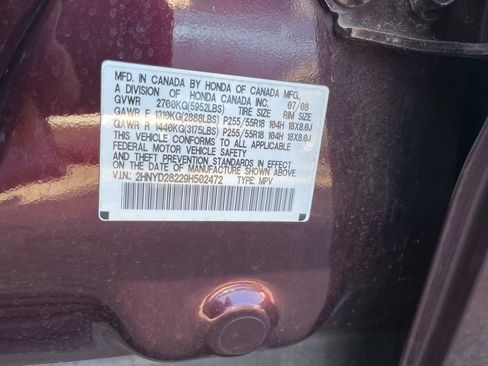 MFD. IN CANADA BY HONDA OF CANADA MFG.
A DIVISION OF HONDA CANADA INC. 07/08
GVWR 2700KG(5952LBS) TIRE SIZE RIM SIZE
GAWR F 1310KG(2888LBS) P255/55R18 104H 18X8.0J
GAWR R 1440KG(3175LBS) P255/55R18 104H 18X8.0J
THIS VEHICLE CONFORMS TO ALL APPLICABLE
FEDERAL MOTOR VEHICLE SAFETY
AND THEFT PREVENTION STANDARDS IN EFFECT
ON THE DATE OF MANUFACTURE SHOWN ABOVE
V.I.N: 2HNYD28229H502472 TYPE: MPV